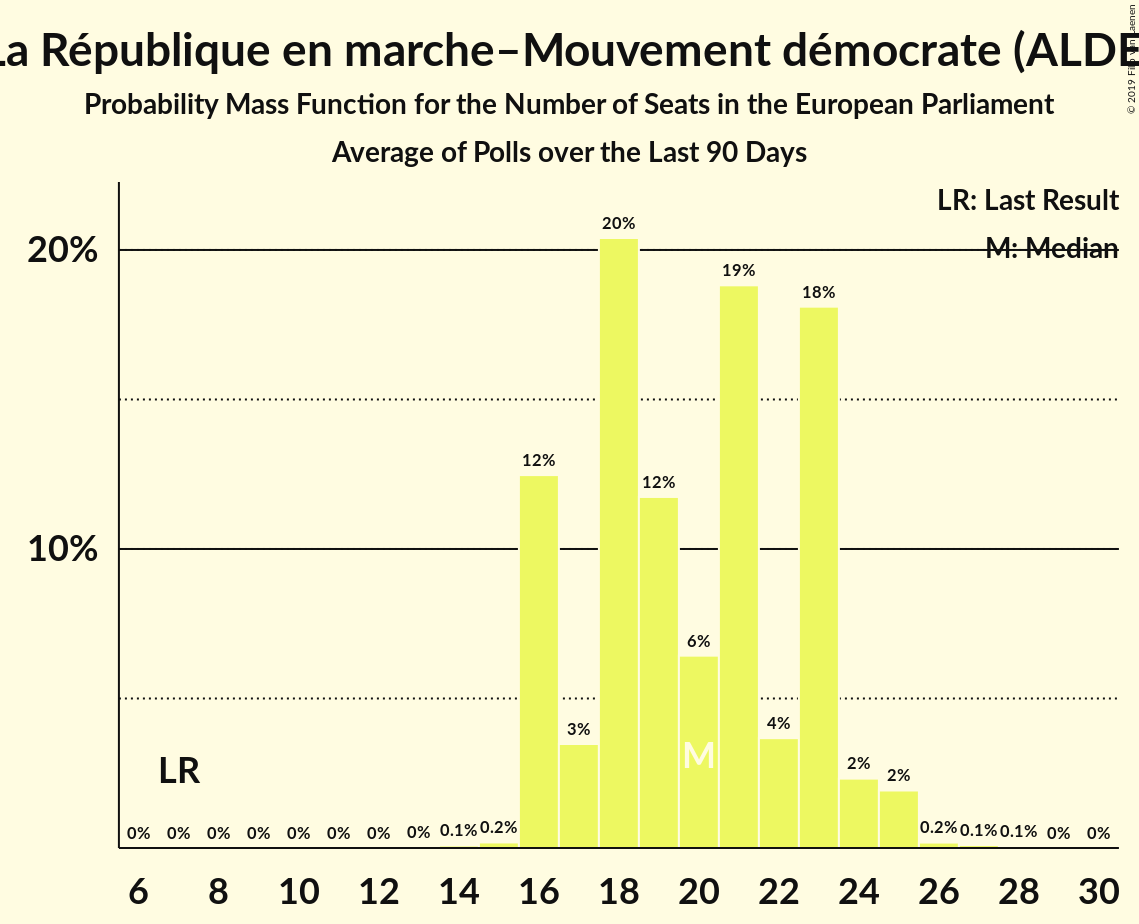 La République en marche–Mouvement démocrate (ALDE
Probability Mass Function for the Number of Seats in the European Parliament
Average of Polls over the Last 90 Days
LR: Last Result
M: Median
20%
10%
0% 0% 0% 0% 0% 0% 0% 0% 0.1% 0.2% 12% 3% 20% 12% 6% 19% 4% 18% 2% 2% 0.2% 0.1% 0.1% 0% 0%
LR
M
6 8 10 12 14 16 18 20 22 24 26 28 30
© 2019